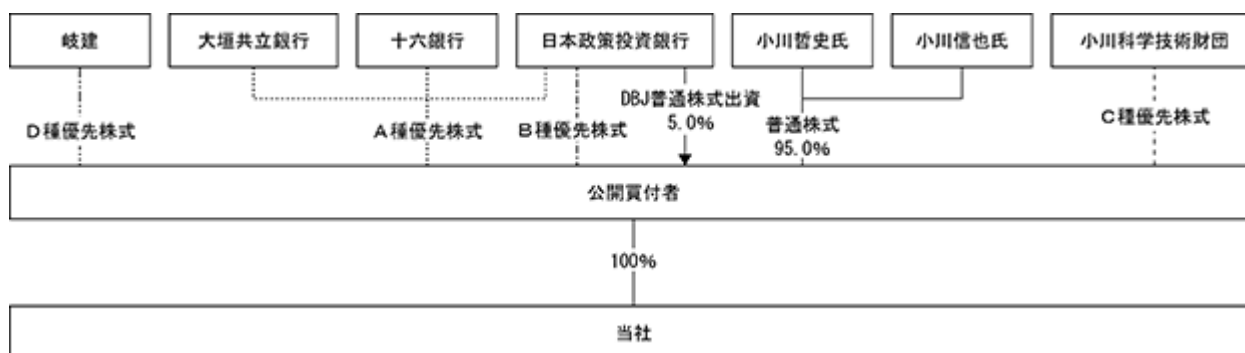 岐建
大垣共立銀行
十六銀行
日本政策投資銀行
小川哲史氏
小川信也氏
小川科学技術財団
D種優先株式
A種優先株式
B種優先株式
DBJ普通株式出資
5.0%
普通株式
95.0%
C種優先株式
公開買付者
100%
当社